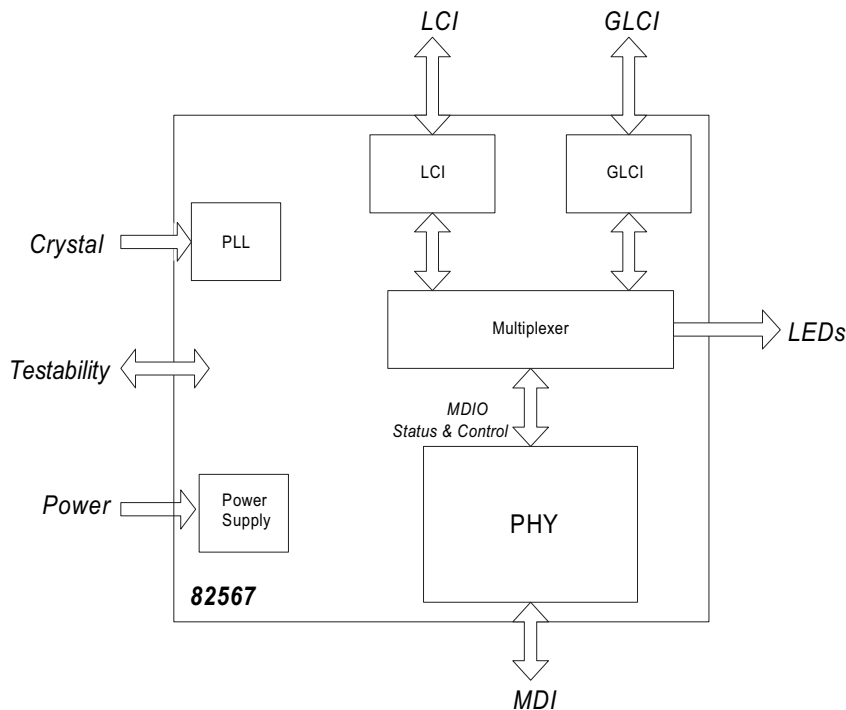 LCI
GLCI
LCI
GLCI
Crystal
PLL
Multiplexer
LEDs
Testability
MDIO
Status & Control
Power
Power
Supply
PHY
82567
MDI